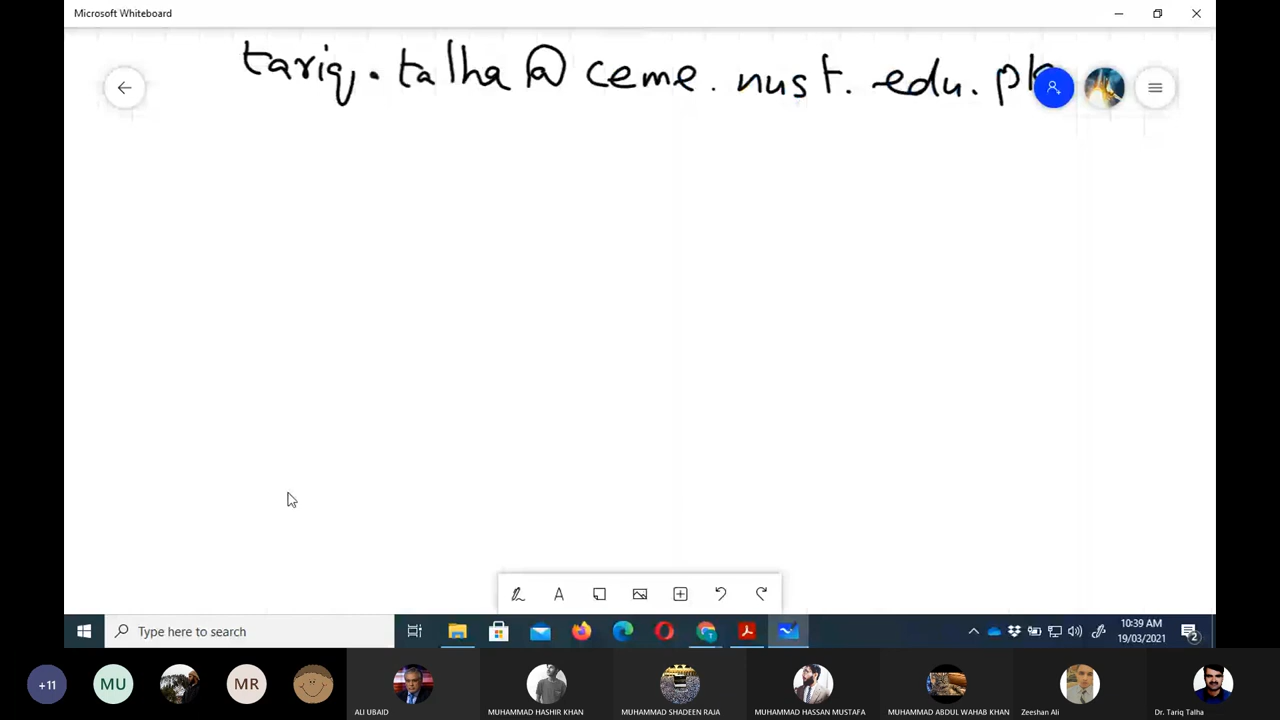 Microsoft Whiteboard
tariq.talha@ceme.nust.edu.pk
Type here to search
10:39 AM
19/03/2021
2
+11
MU
MR
ALI UBAID
MUHAMMAD HASHIR KHAN
MUHAMMAD SHADEEN RAJA
MUHAMMAD HASSAN MUSTAFA
MUHAMMAD ABDUL WAHAB KHAN
Zeeshan Ali
Dr. Tariq Talha